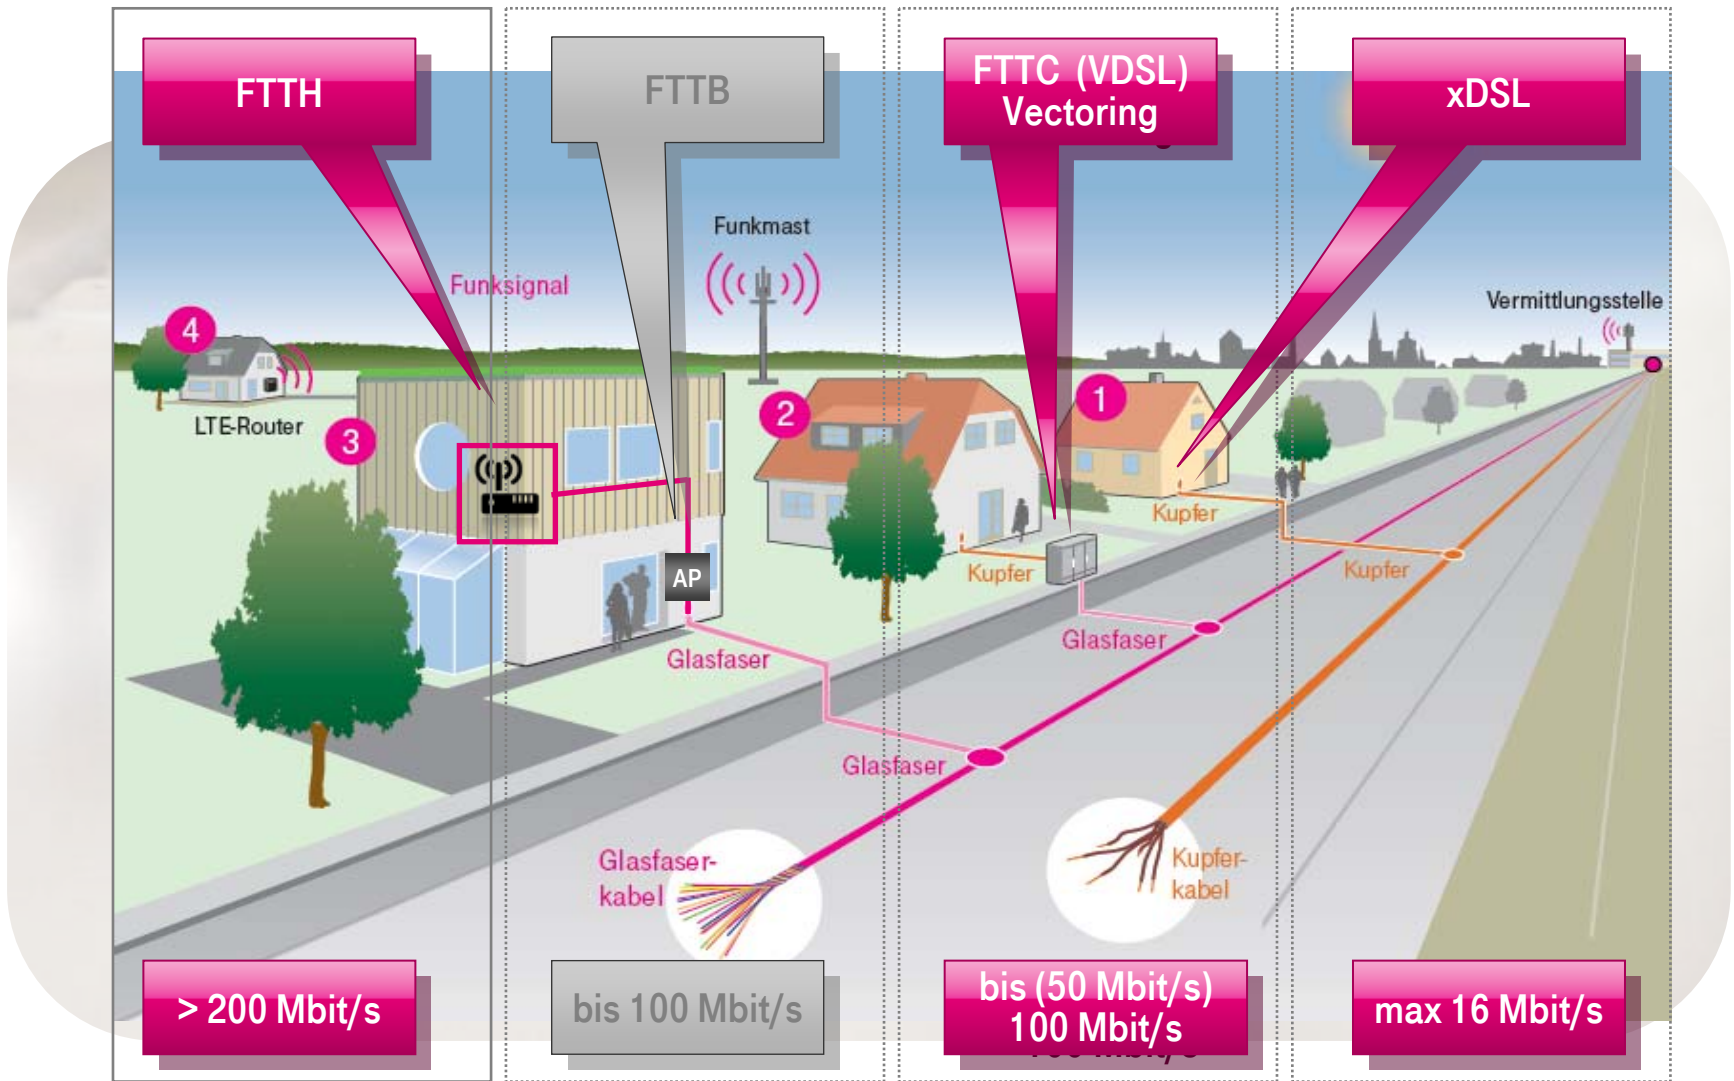 FTTH
FTTB
FTTC (VDSL)
Vectoring
xDSL
Funkmast
Funksignal
Vermittlungsstelle
4
LTE-Router
3
2
1
Kupfer
Kupfer
Kupfer
AP
Glasfaser
Glasfaser
Glasfaser
Glasfaser-
kabel
Kupfer-
kabel
> 200 Mbit/s
bis 100 Mbit/s
bis (50 Mbit/s)
100 Mbit/s
max 16 Mbit/s